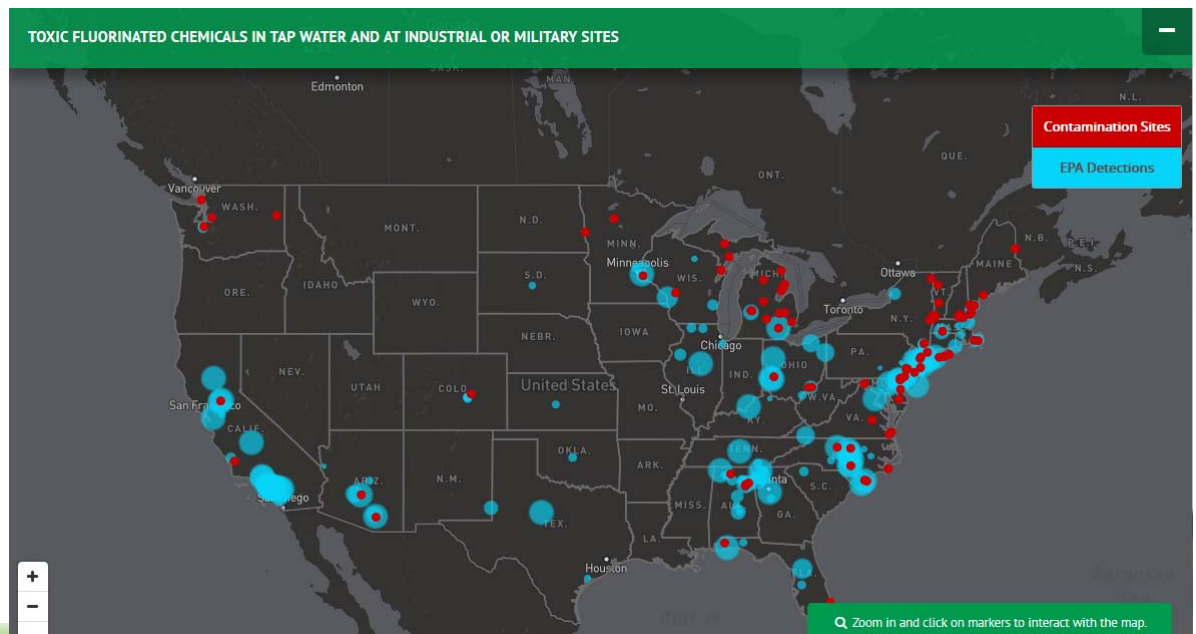 TOXIC FLUORINATED CHEMICALS IN TAP WATER AND AT INDUSTRIAL OR MILITARY SITES
Edmonton
MAN.
N.L.
Contamination Sites
EPA Detections
QUE.
ONT.
Vancouver
WASH.
MONT.
N.D.
MINN.
N.B.
P.E.I.
N.S.
MAINE
Ottawa
Minneapolis
S.D.
WIS.
MICH.
VT.
ORE.
IDAHO
WYO.
Toronto
N.Y.
NEBR.
IOWA
Chicago
PA.
NEV.
UTAH
COLO.
United States
ILL.
IND.
OHIO
St. Louis
MO.
W.VA.
VA.
KY.
San Francisco
CALIF.
OKLA.
ARK.
TENN.
ARIZ.
N.M.
S.C.
MISS.
GA.
San Diego
TEX.
LA.
Houston
FLA.
+
−
Zoom in and click on markers to interact with the map.